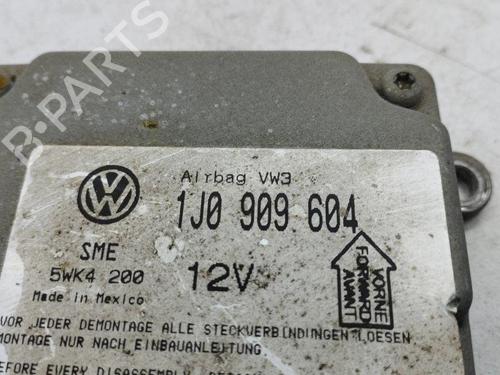 B-PARTS
Airbag VW3
1J0 909 604
SME
5WK4 200
12V
Made in Mexico
VORNE
FORWARD
AVANT
VOR JEDER DEMONTAGE ALLE STECKVERBINDUNGEN LOESEN
MONTAGE NUR NACH EINBAUANLEITUNG.
BEFORE EVERY DISASSEMBLY